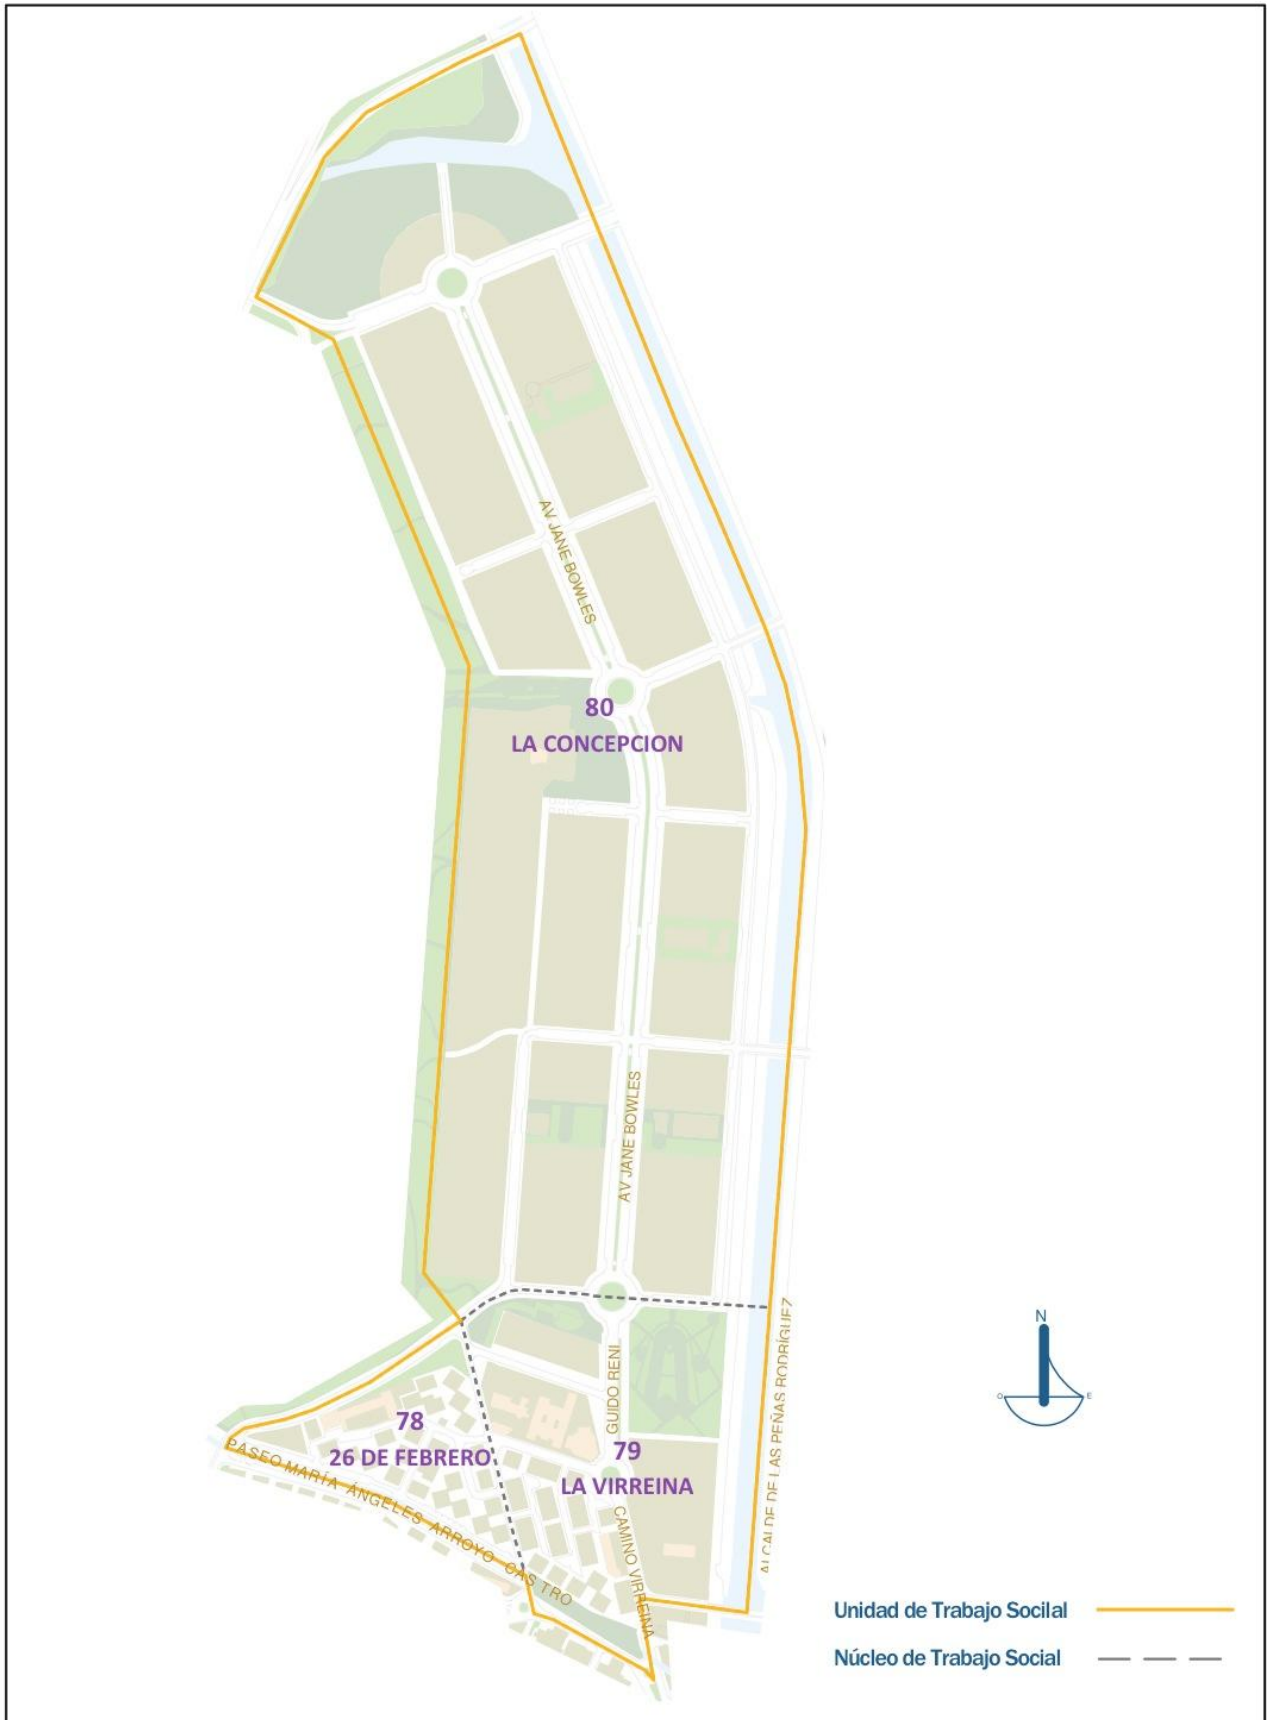 AV JANE BOWLES
80
LA CONCEPCION
AV JANE BOWLES
ALCALDE DE LAS PEÑAS RODRÍGUEZ
N
O
E
GUIDO RENI
78
26 DE FEBRERO
PASEO MARÍA ÁNGELES ARROYO CASTRO
79
LA VIRREINA
CAMINO VIRREINA
Unidad de Trabajo Socilal
Núcleo de Trabajo Social